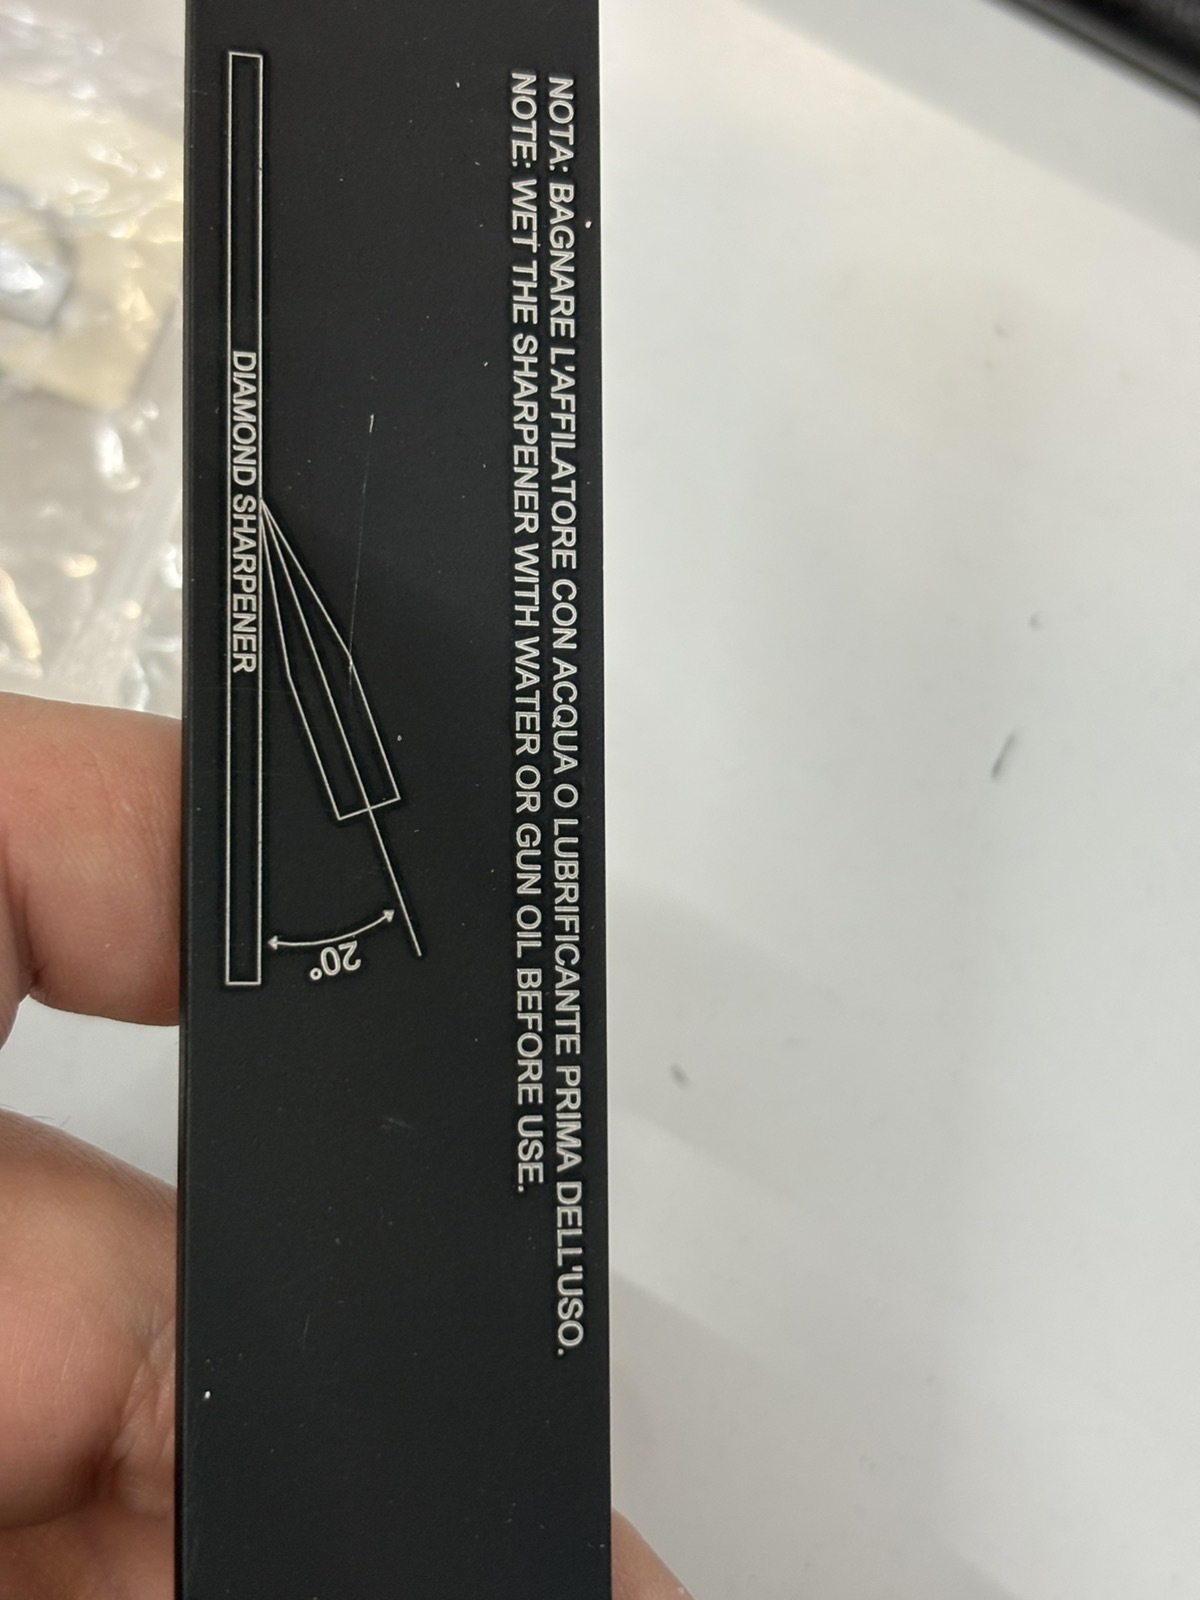 NOTA: BAGNARE L'AFFILATORE CON ACQUA O LUBRIFICANTE PRIMA DELL'USO.
NOTE: WET THE SHARPENER WITH WATER OR GUN OIL BEFORE USE.
20°
DIAMOND SHARPENER